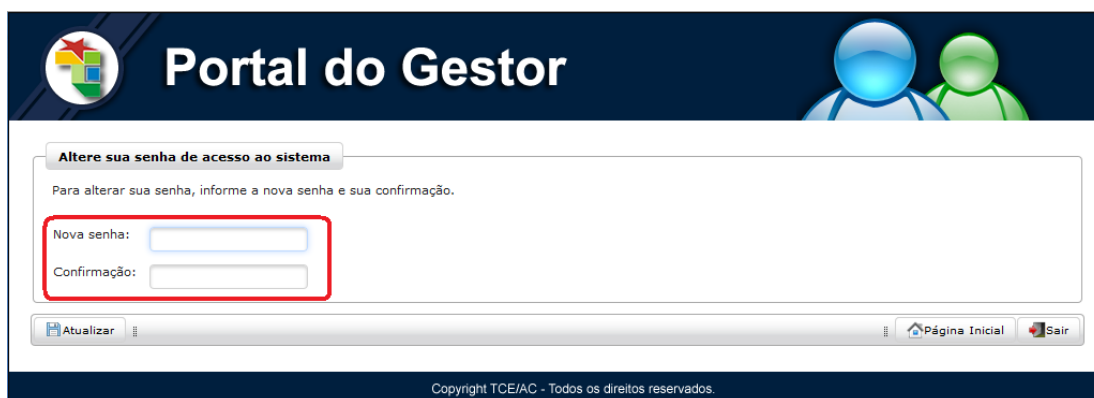 Portal do Gestor
Altere sua senha de acesso ao sistema
Para alterar sua senha, informe a nova senha e sua confirmação.
Nova senha:
Confirmação:
Atualizar Página Inicial Sair
Copyright TCE/AC - Todos os direitos reservados.